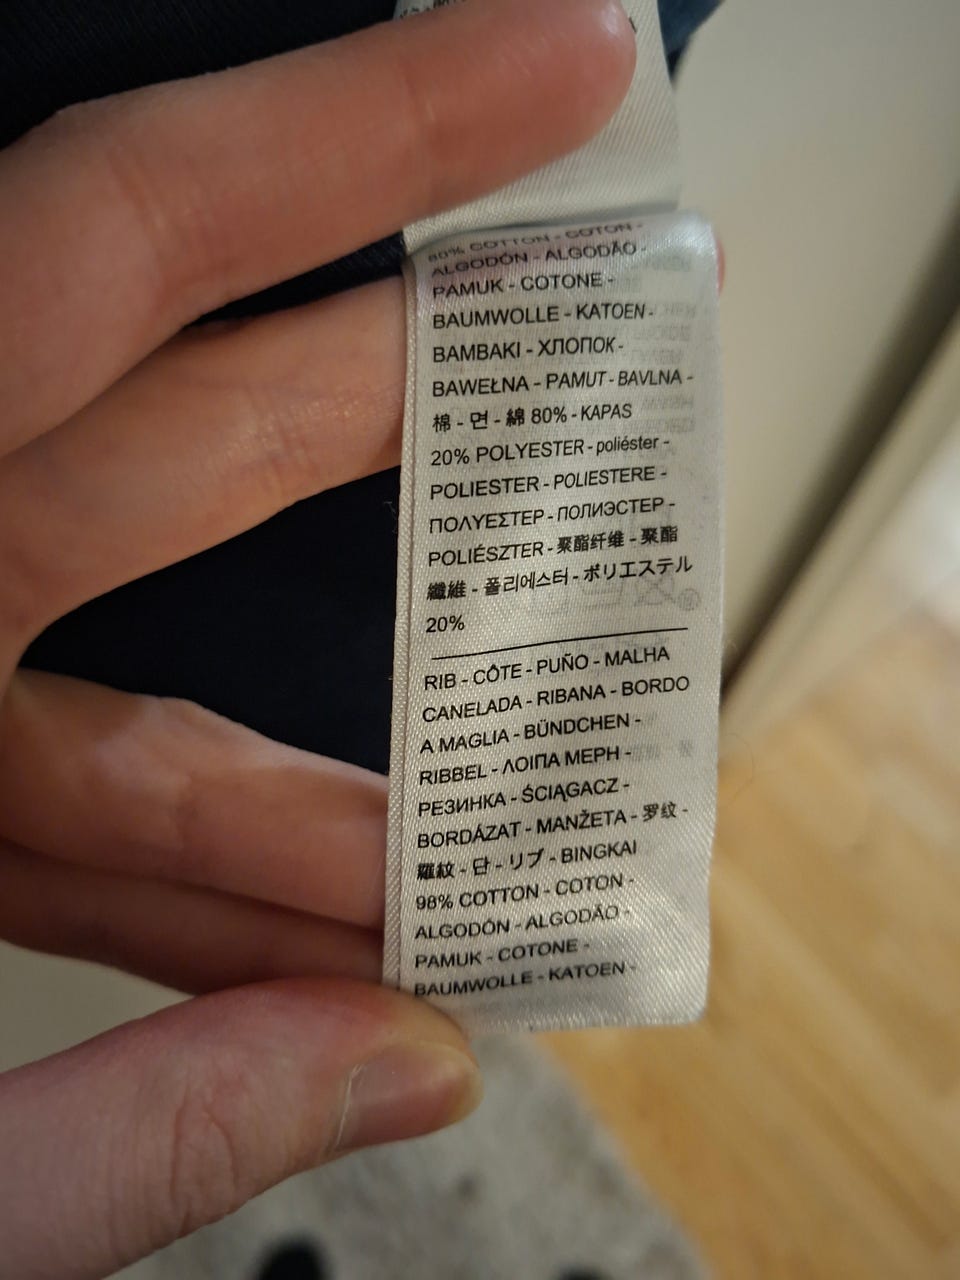 80% COTTON - COTON -
ALGODÓN - ALGODÃO -
PAMUK - COTONE -
BAUMWOLLE - KATOEN -
BAMBAKI - ХЛОПОК -
BAWEŁNA - PAMUT - BAVLNA -
棉 - 면 - 綿 80% - KAPAS
20% POLYESTER - poliéster -
POLIESTER - POLIESTERE -
ΠΟΛΥΕΣΤΕΡ - ПОЛИЭСТЕР -
POLIÉSZTER - 聚酯纤维 - 聚酯
纖維 - 폴리에스터 - ポリエステル
20%
RIB - CÔTE - PUÑO - MALHA
CANELADA - RIBANA - BORDO
A MAGLIA - BÜNDCHEN -
RIBBEL - ΛΟΙΠΑ ΜΕΡΗ -
РЕЗИНКА - ŚCIĄGACZ -
BORDÁZAT - MANŽETA - 罗纹 -
羅紋 - 단 - リブ - BINGKAI
98% COTTON - COTON -
ALGODÓN - ALGODÃO -
PAMUK - COTONE -
BAUMWOLLE - KATOEN -